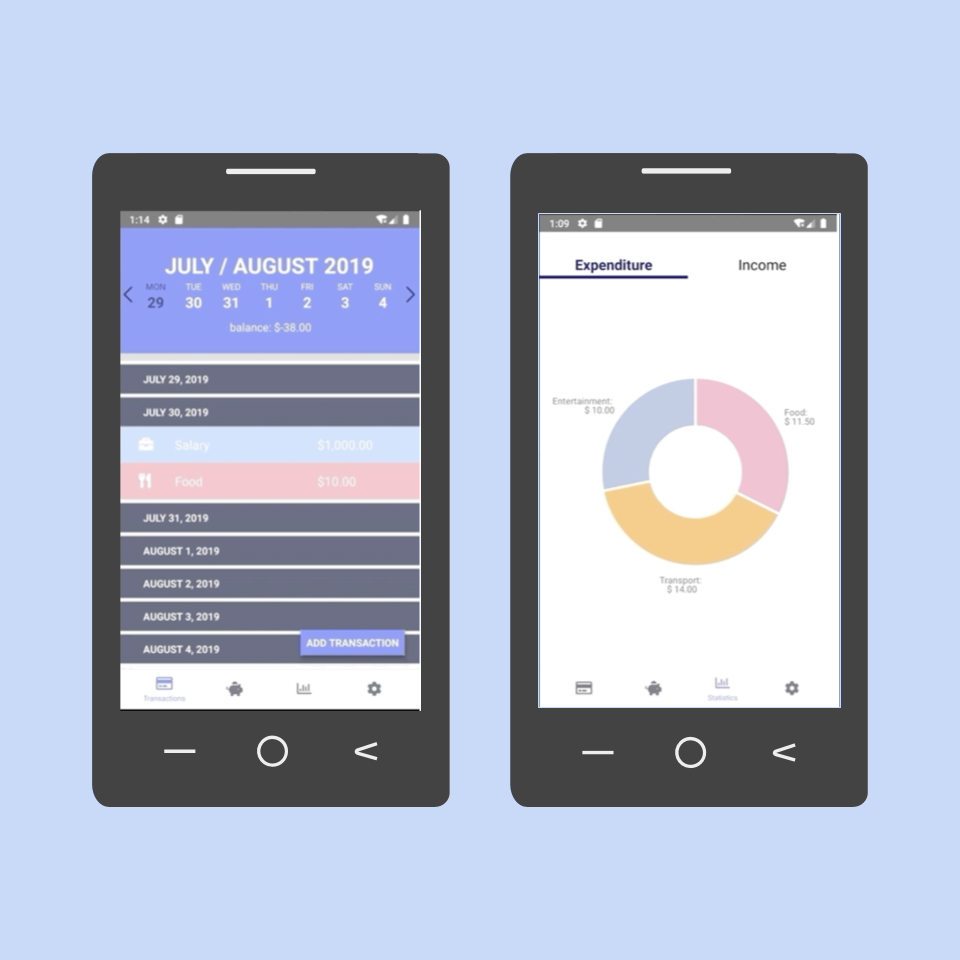 1:14
JULY / AUGUST 2019
MON TUE WED THU FRI SAT SUN
29 30 31 1 2 3 4
balance: $-38.00
JULY 29, 2019
JULY 30, 2019
Salary $1,000.00
Food $10.00
JULY 31, 2019
AUGUST 1, 2019
AUGUST 2, 2019
AUGUST 3, 2019
AUGUST 4, 2019
ADD TRANSACTION
Transactions
1:09
Expenditure Income
Entertainment:
$ 10.00
Food:
$ 11.50
Transport:
$ 14.00
Statistics